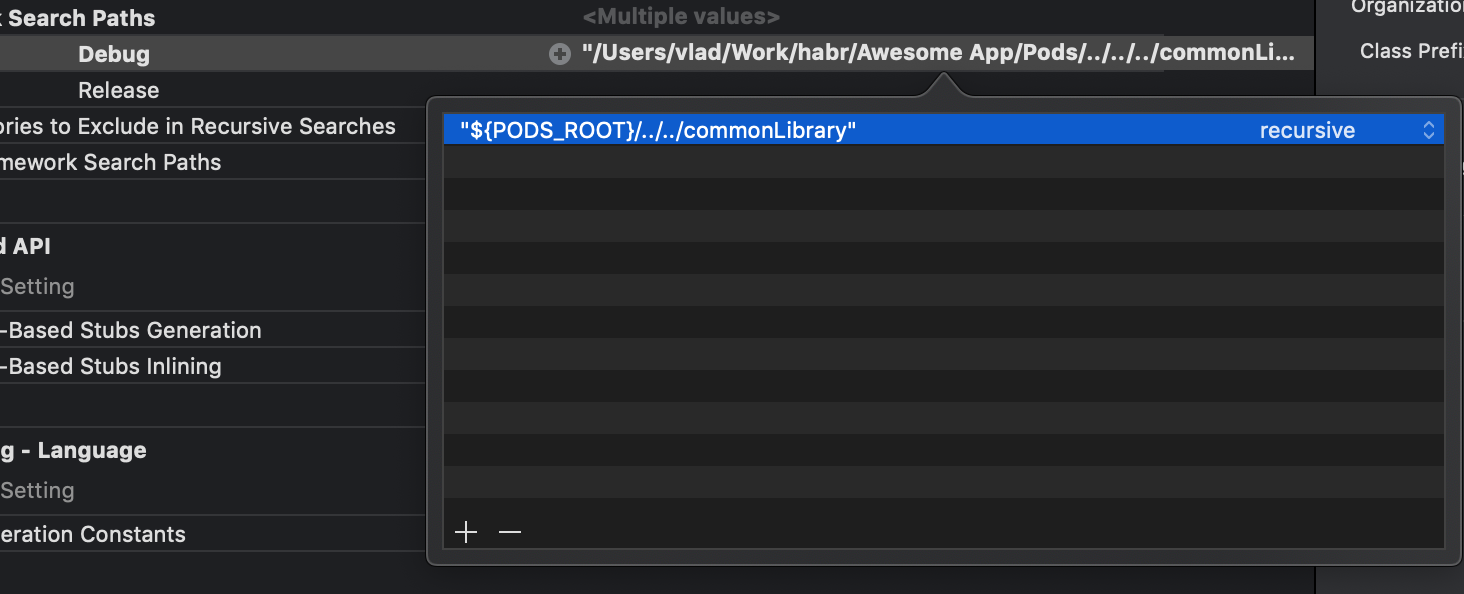 Search Paths
<Multiple values>
Organizatio
Debug
"/Users/vlad/Work/habr/Awesome App/Pods/../../../commonLi...
Class Prefi
Release
"${PODS_ROOT}/../../commonLibrary"
recursive
ories to Exclude in Recursive Searches
mework Search Paths
d API
Setting
-Based Stubs Generation
-Based Stubs Inlining
g - Language
Setting
eration Constants